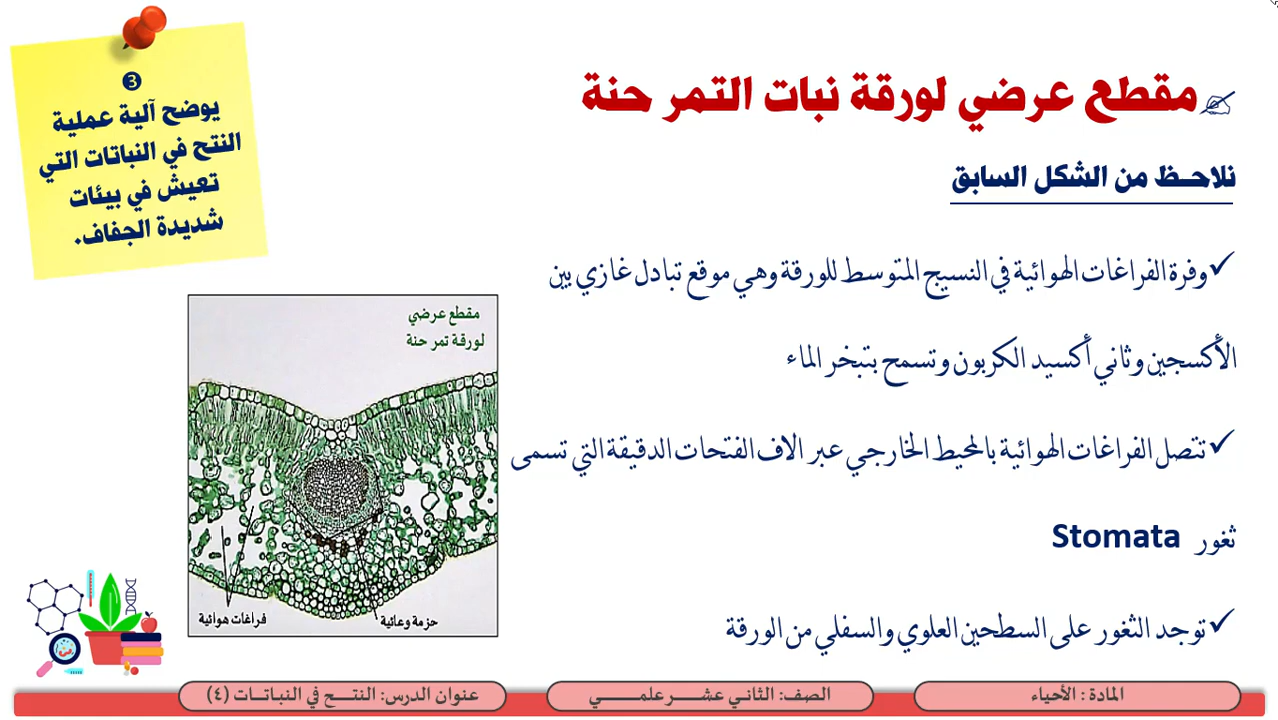 مقطع عرضي لورقة نبات التمر حنة
نلاحظ من الشكل السابق
وفرة الفراغات الهوائية في النسيج المتوسط للورقة وهي موقع تبادل غازي بين
الأكسجين وثاني أكسيد الكربون وتسمح بتبخر الماء
تتصل الفراغات الهوائية بالمحيط الخارجي عبر الاف الفتحات الدقيقة التي تسمى
ثغور Stomata
توجد الثغور على السطحين العلوي والسفلي من الورقة
❸
يوضح آلية عملية
النتح في النباتات التي
تعيش في بيئات
شديدة الجفاف.
مقطع عرضي
لورقة تمر حنة
فراغات هوائية
حزمة وعائية
المادة : الأحياء
الصف: الثاني عشر علمي
عنوان الدرس: النتح في النباتات (٤)